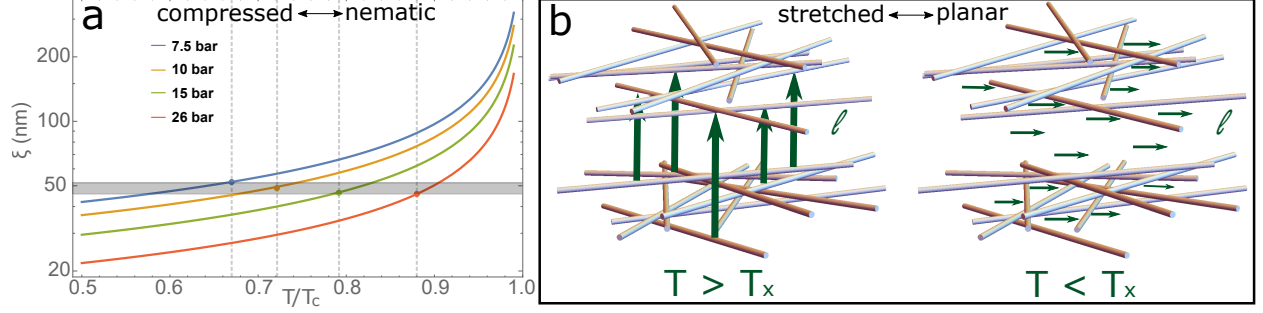 a
compressed ↔ nematic
7.5 bar
10 bar
15 bar
26 bar
ξ (nm)
200
100
50
20
0.5
0.6
0.7
0.8
0.9
1.0
T/Tc
b
stretched ↔ planar
ℓ
ℓ
T > Tx
T < Tx